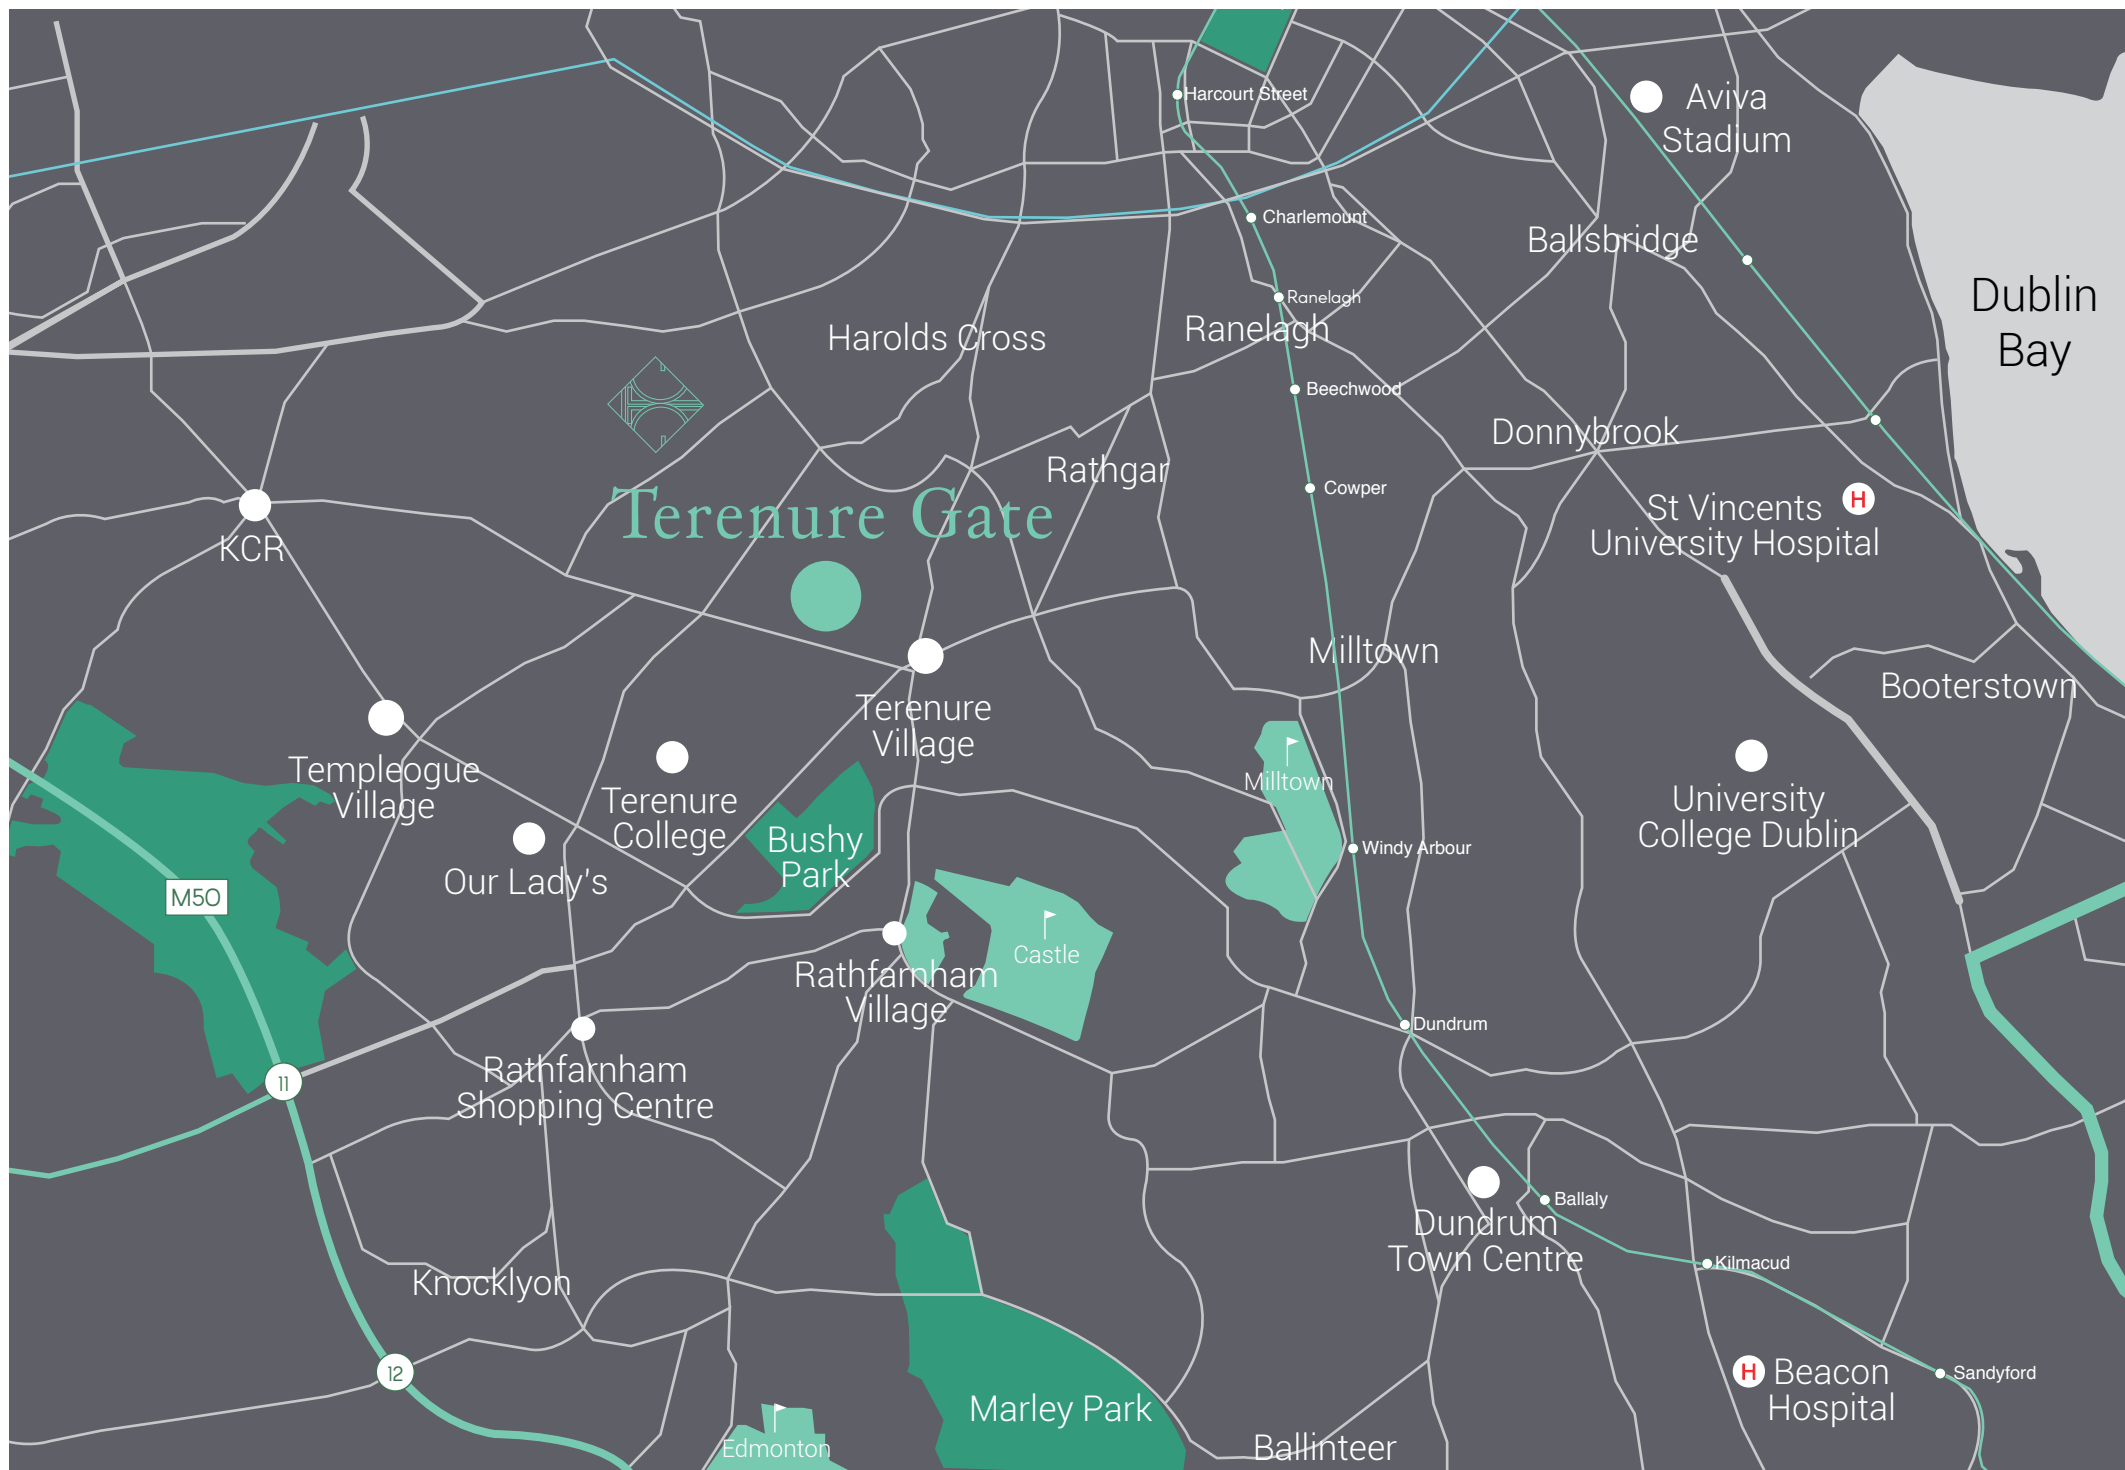 Harcourt Street
Aviva
Stadium
Charlemount
Ballsbridge
Dublin
Bay
Ranelagh
Ranelagh
Harolds Cross
Beechwood
Donnybrook
Rathgar
Cowper
St Vincents
University Hospital
H
Terenure Gate
KCR
Milltown
Booterstown
Terenure
Village
Templeogue
Village
Terenure
College
Milltown
University
College Dublin
Bushy
Park
Windy Arbour
Our Lady's
M50
Castle
Rathfarnham
Village
Dundrum
11
Rathfarnham
Shopping Centre
Ballaly
Dundrum
Town Centre
Kilmacud
Knocklyon
12
H
Beacon
Hospital
Sandyford
Marley Park
Edmonton
Ballinteer